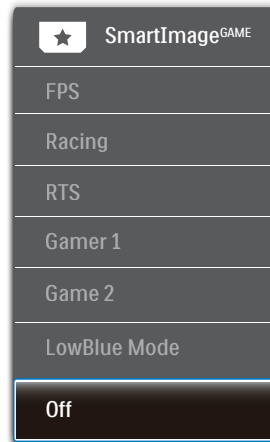 SmartImageGAME
FPS
Racing
RTS
Gamer 1
Game 2
LowBlue Mode
Off